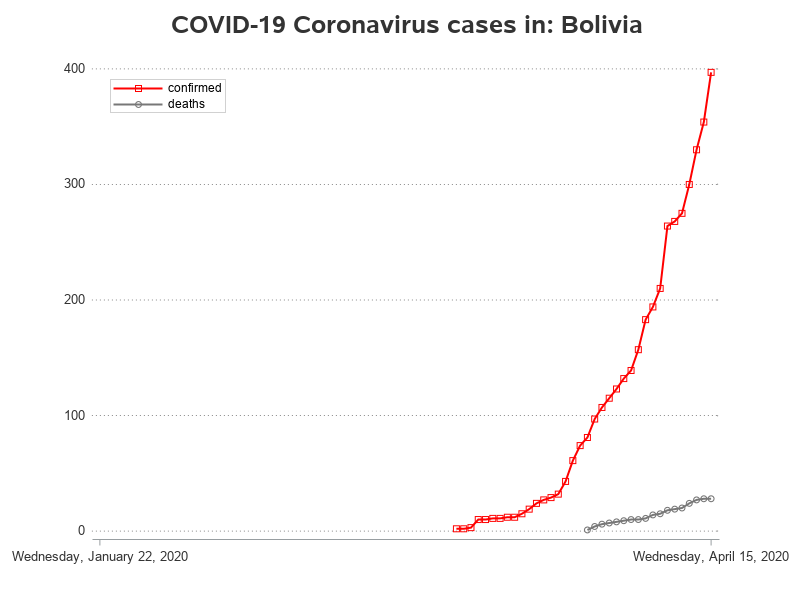 COVID-19 Coronavirus cases in: Bolivia
400
confirmed
deaths
300
200
100
0
Wednesday, January 22, 2020 Wednesday, April 15, 2020